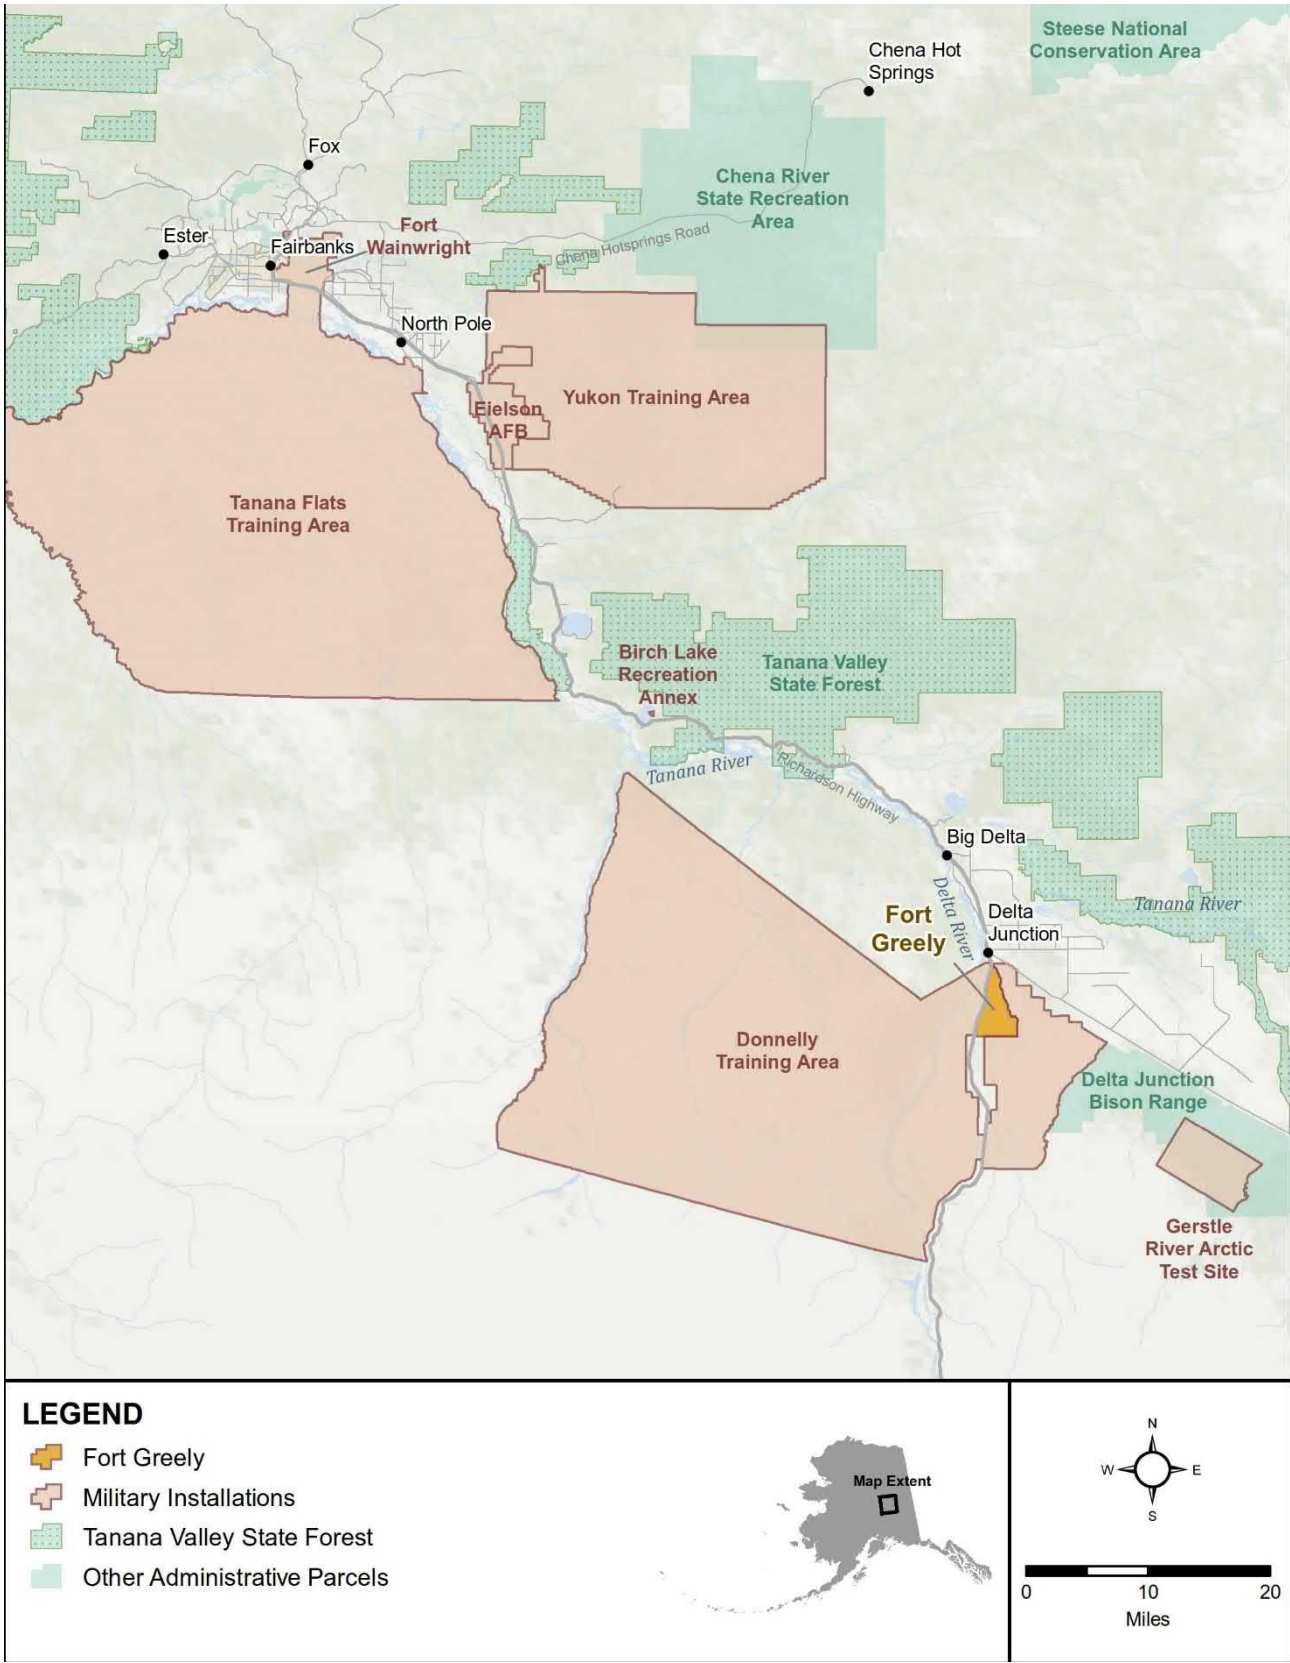 Steese National
Conservation Area
Chena Hot
Springs
Fox
Chena River
State Recreation
Area
Ester
Fairbanks
Fort
Wainwright
Chena Hotsprings Road
North Pole
Eielson
AFB
Yukon Training Area
Tanana Flats
Training Area
Birch Lake
Recreation
Annex
Tanana Valley
State Forest
Tanana River
Richardson Highway
Big Delta
Delta River
Fort
Greely
Delta
Junction
Tanana River
Donnelly
Training Area
Delta Junction
Bison Range
Gerstle
River Arctic
Test Site
LEGEND
Fort Greely
Military Installations
Tanana Valley State Forest
Other Administrative Parcels
Map Extent
N
W E
S
0 10 20
Miles